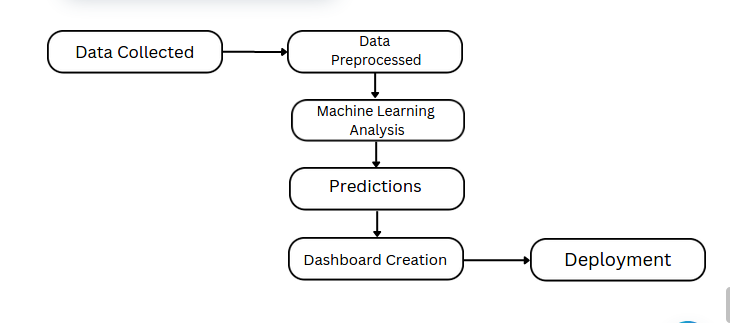 Data Collected
Data
Preprocessed
Machine Learning
Analysis
Predictions
Dashboard Creation
Deployment